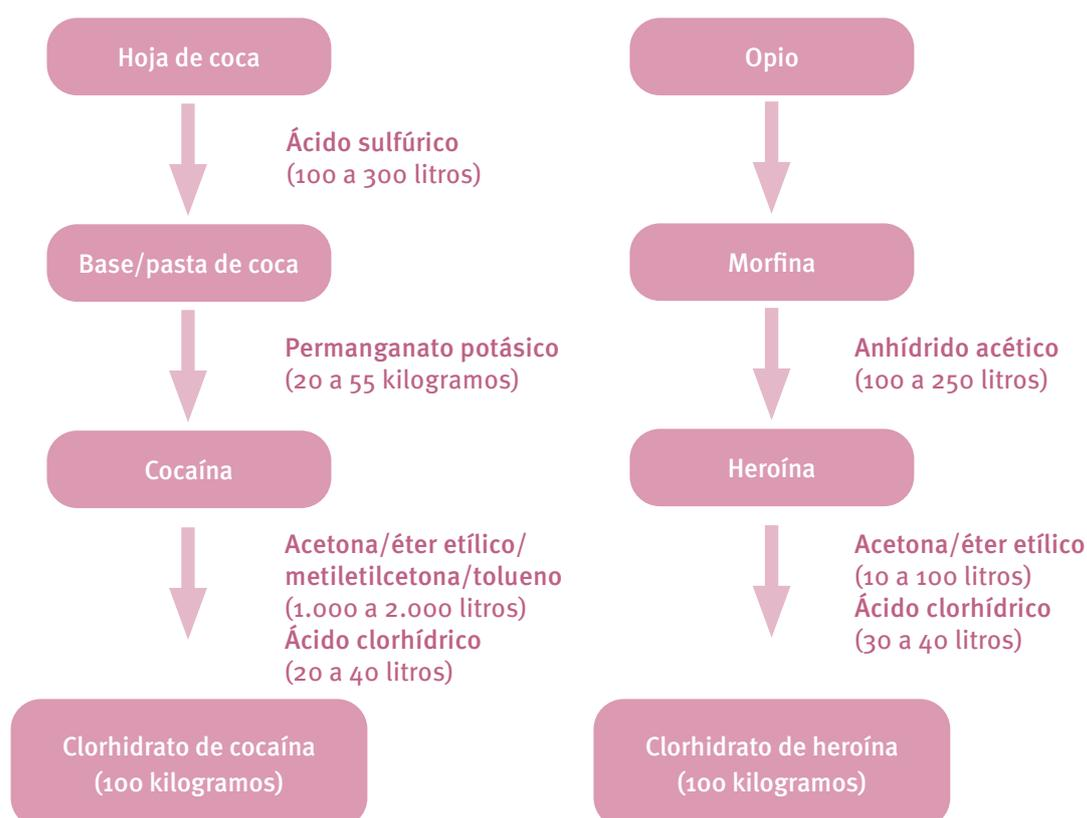 Hoja de coca
Ácido sulfúrico
(100 a 300 litros)
Base/pasta de coca
Permanganato potásico
(20 a 55 kilogramos)
Cocaína
Acetona/éter etílico/
metiletilcetona/tolueno
(1.000 a 2.000 litros)
Ácido clorhídrico
(20 a 40 litros)
Clorhidrato de cocaína
(100 kilogramos)
Opio
Morfina
Anhídrido acético
(100 a 250 litros)
Heroína
Acetona/éter etílico
(10 a 100 litros)
Ácido clorhídrico
(30 a 40 litros)
Clorhidrato de heroína
(100 kilogramos)